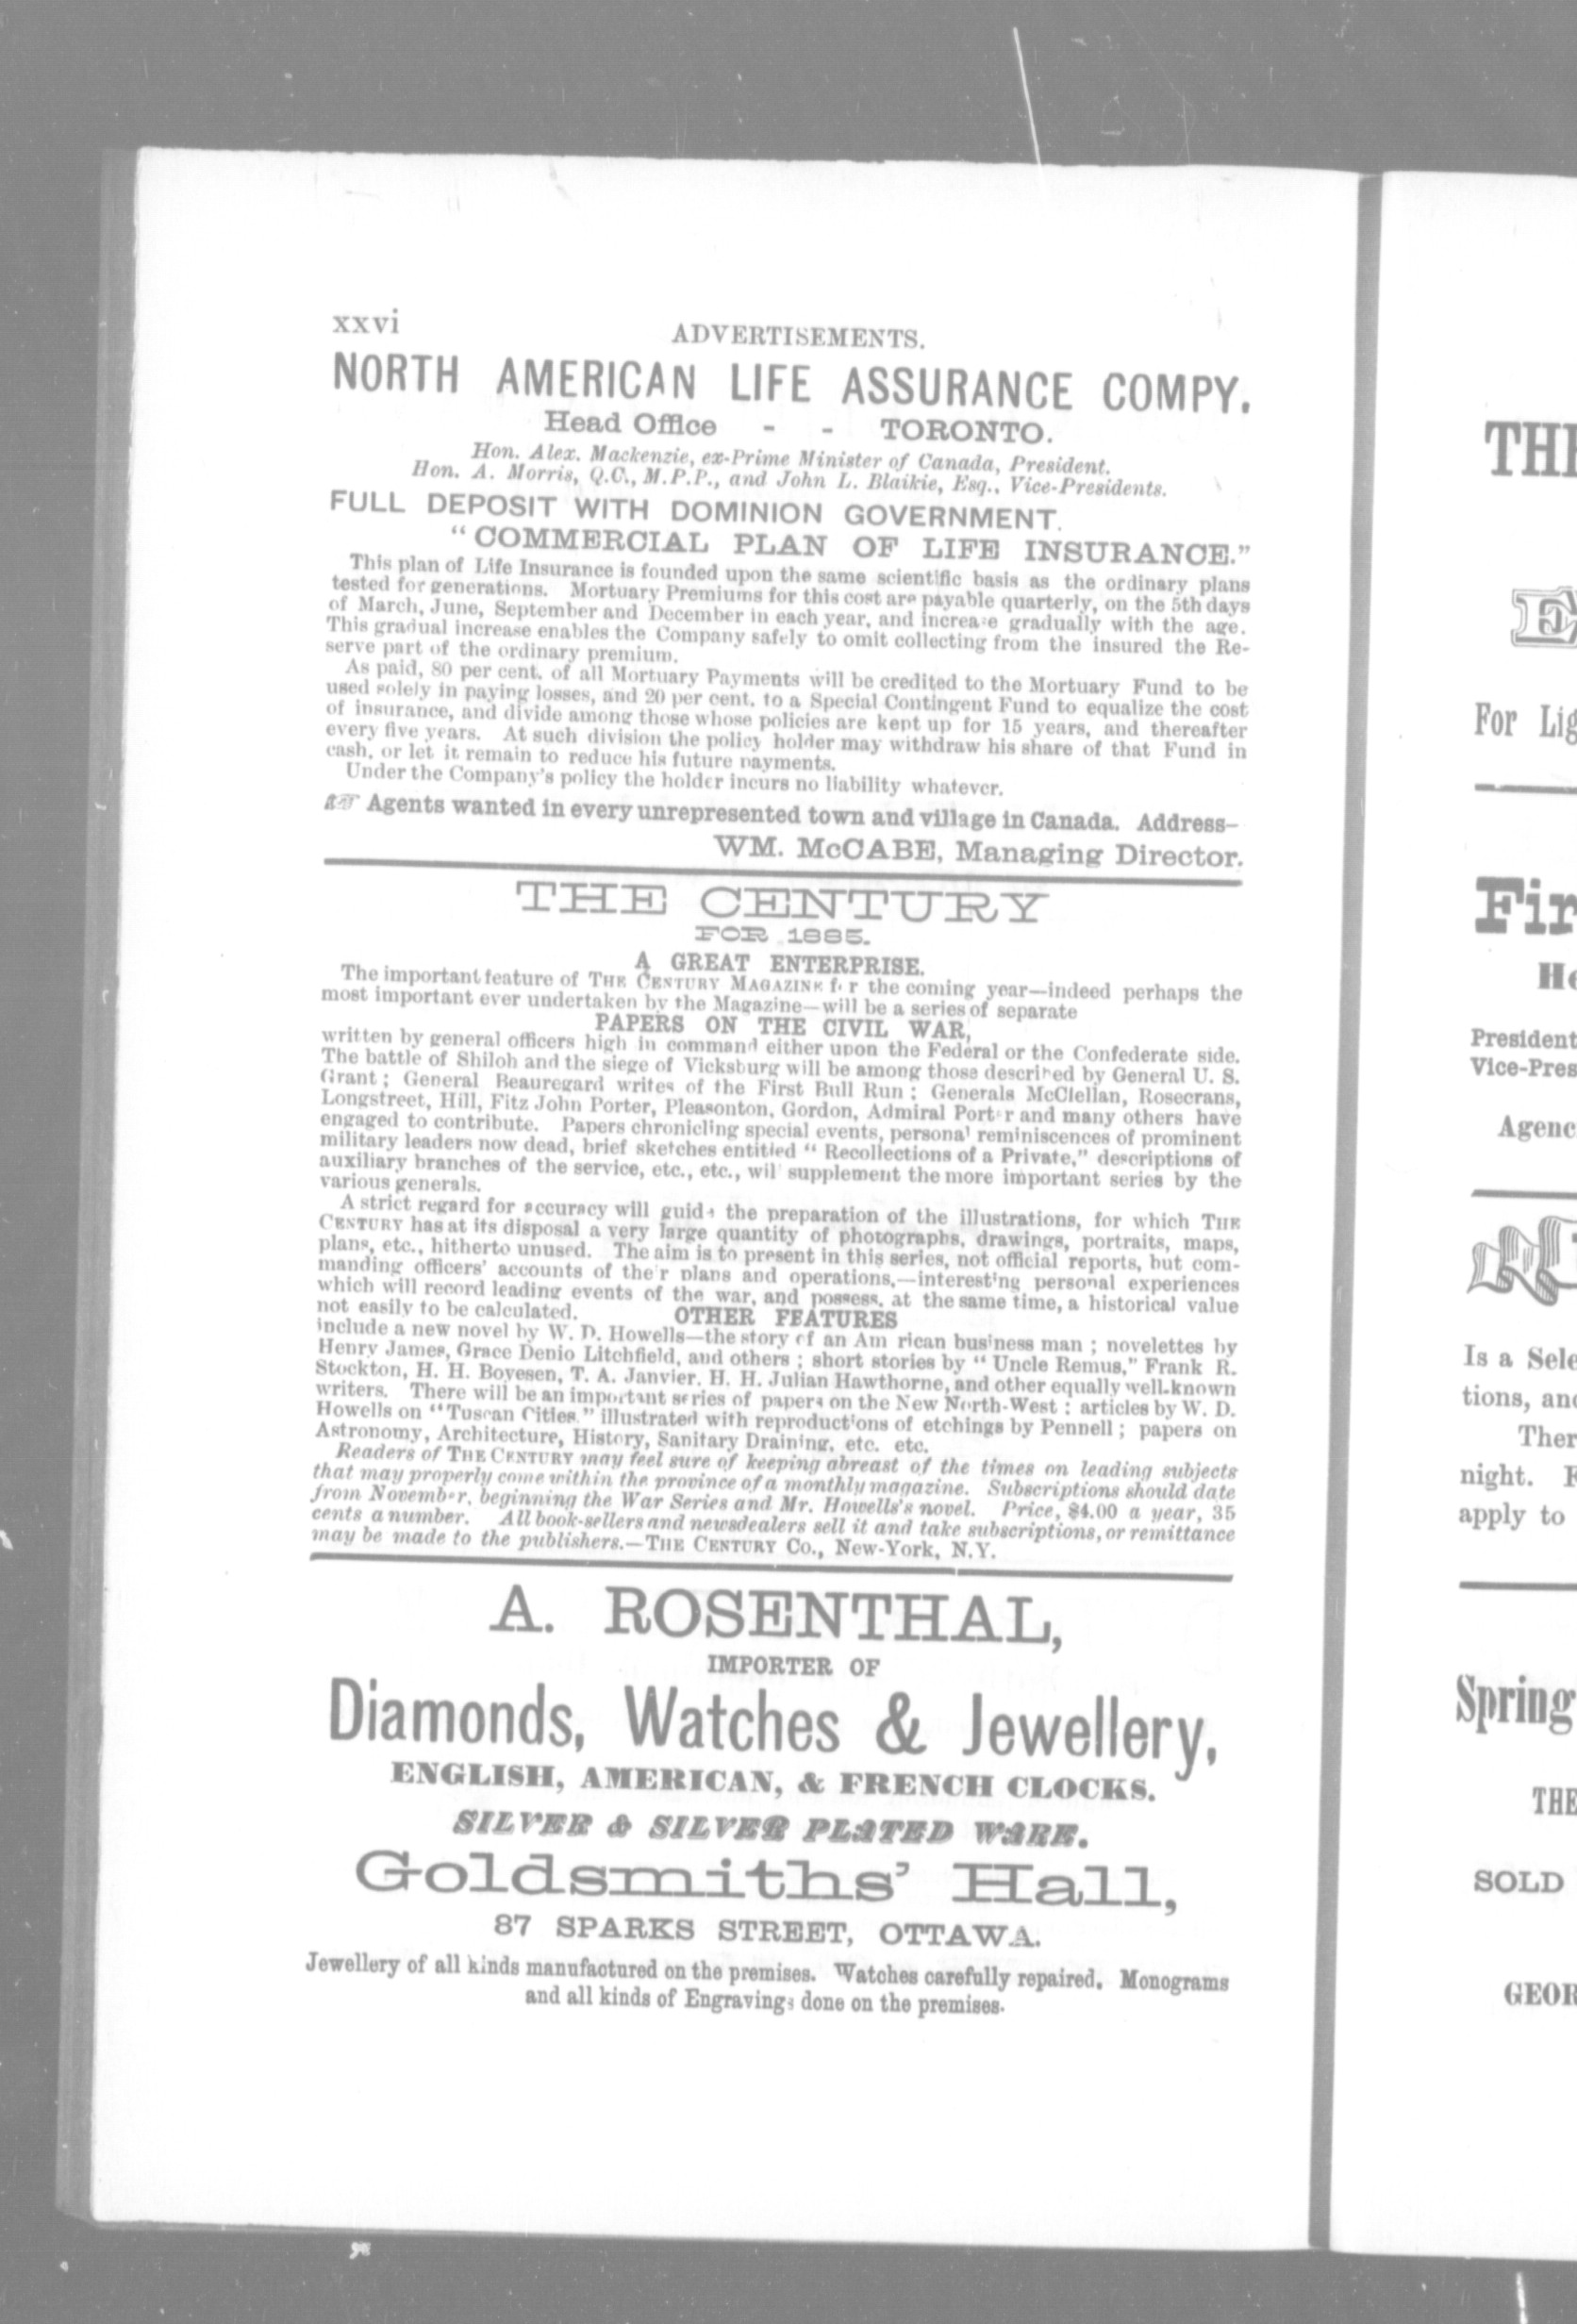 xxvi
ADVERTISEMENTS.
NORTH AMERICAN LIFE ASSURANCE COMPY.
Head Office - - TORONTO.
Hon. Alex. Mackenzie, ex-Prime Minister of Canada, President.
Hon. A. Morris, Q.C., M.P.P., and John L. Blaikie, Esq., Vice-Presidents.
FULL DEPOSIT WITH DOMINION GOVERNMENT.
"COMMERCIAL PLAN OF LIFE INSURANCE."
This plan of Life Insurance is founded upon the same scientific basis as the ordinary plans
tested for generations. Mortuary Premiums for this cost are payable quarterly, on the 5th days
of March, June, September and December in each year, and increase gradually with the age.
This gradual increase enables the Company safely to omit collecting from the insured the Re-
serve part of the ordinary premium.
As paid, 80 per cent. of all Mortuary Payments will be credited to the Mortuary Fund to be
used solely in paying losses, and 20 per cent. to a Special Contingent Fund to equalize the cost
of insurance, and divide among those whose policies are kept up for 15 years, and thereafter
every five years. At such division the policy holder may withdraw his share of that Fund in
cash, or let it remain to reduce his future payments.
Under the Company's policy the holder incurs no liability whatever.
☞ Agents wanted in every unrepresented town and village in Canada. Address—
WM. McCABE, Managing Director.
THE CENTURY
FOR 1885.
A GREAT ENTERPRISE.
The important feature of THE CENTURY MAGAZINE for the coming year—indeed perhaps the
most important ever undertaken by the Magazine—will be a series of separate
PAPERS ON THE CIVIL WAR,
written by general officers high in command either upon the Federal or the Confederate side.
The battle of Shiloh and the siege of Vicksburg will be among those described by General U. S.
Grant; General Beauregard writes of the First Bull Run; Generals McClellan, Rosecrans,
Longstreet, Hill, Fitz John Porter, Pleasonton, Gordon, Admiral Porter and many others have
engaged to contribute. Papers chronicling special events, personal reminiscences of prominent
military leaders now dead, brief sketches entitled "Recollections of a Private," descriptions of
auxiliary branches of the service, etc., etc., will supplement the more important series by the
various generals.
A strict regard for accuracy will guide the preparation of the illustrations, for which THE
CENTURY has at its disposal a very large quantity of photographs, drawings, portraits, maps,
plans, etc., hitherto unused. The aim is to present in this series, not official reports, but com-
manding officers' accounts of their plans and operations,—interesting personal experiences
which will record leading events of the war, and possess, at the same time, a historical value
not easily to be calculated. OTHER FEATURES
include a new novel by W. D. Howells—the story of an American business man; novelettes by
Henry James, Grace Denio Litchfield, and others; short stories by "Uncle Remus," Frank R.
Stockton, H. H. Boyesen, T. A. Janvier, H. H. Julian Hawthorne, and other equally well-known
writers. There will be an important series of papers on the New North-West: articles by W. D.
Howells on "Tuscan Cities," illustrated with reproductions of etchings by Pennell; papers on
Astronomy, Architecture, History, Sanitary Draining, etc. etc.
Readers of THE CENTURY may feel sure of keeping abreast of the times on leading subjects
that may properly come within the province of a monthly magazine. Subscriptions should date
from November, beginning the War Series and Mr. Howells's novel. Price, $4.00 a year, 35
cents a number. All book-sellers and newsdealers sell it and take subscriptions, or remittance
may be made to the publishers.—THE CENTURY CO., New-York, N.Y.
A. ROSENTHAL,
IMPORTER OF
Diamonds, Watches & Jewellery,
ENGLISH, AMERICAN, & FRENCH CLOCKS.
SILVER & SILVER PLATED WARE.
Goldsmiths' Hall,
87 SPARKS STREET, OTTAWA.
Jewellery of all kinds manufactured on the premises. Watches carefully repaired. Monograms
and all kinds of Engravings done on the premises.
For
President
Is a
tions,
night.
apply to
Spring
SOLD